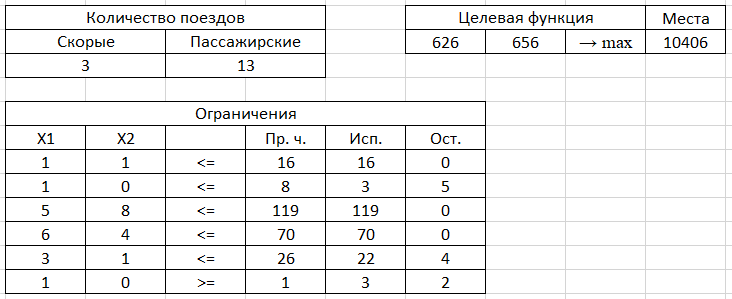 Количество поездов Целевая функция Места
Скорые Пассажирские 626 656 → max 10406
3 13
Ограничения
X1 X2 Пр. ч. Исп. Ост.
1 1 <= 16 16 0
1 0 <= 8 3 5
5 8 <= 119 119 0
6 4 <= 70 70 0
3 1 <= 26 22 4
1 0 >= 1 3 2